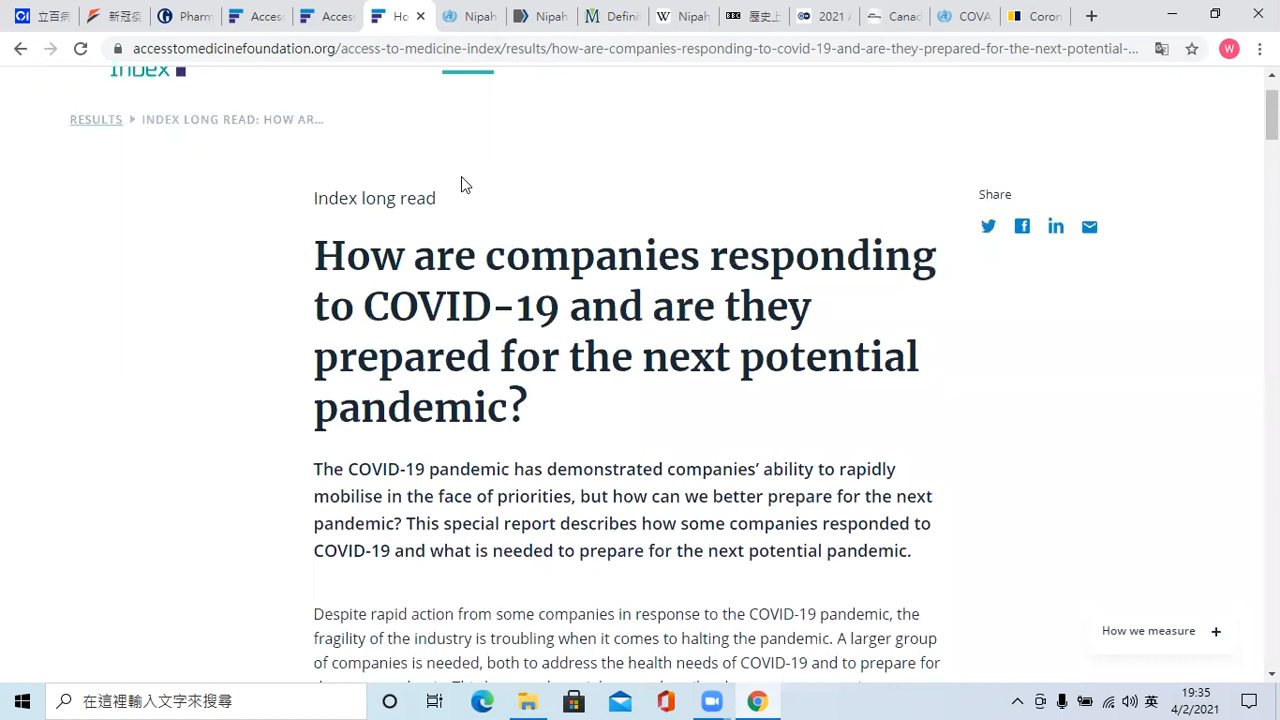 立百
新
Pharm
Access
立百
Access
Ho
Nipah
Nipah
Definit
Nipah
歷史上
2021
Canad
COVA
Coron
accesstomedicinefoundation.org/access-to-medicine-index/results/how-are-companies-responding-to-covid-19-and-are-they-prepared-for-the-next-potential-...
W
Index
RESULTS INDEX LONG READ: HOW AR...
Index long read
Share
How are companies responding
to COVID-19 and are they
prepared for the next potential
pandemic?
The COVID-19 pandemic has demonstrated companies' ability to rapidly
mobilise in the face of priorities, but how can we better prepare for the next
pandemic? This special report describes how some companies responded to
COVID-19 and what is needed to prepare for the next potential pandemic.
Despite rapid action from some companies in response to the COVID-19 pandemic, the
fragility of the industry is troubling when it comes to halting the pandemic. A larger group
of companies is needed, both to address the health needs of COVID-19 and to prepare for
How we measure +
在這裡輸入文字來搜尋
英
19:35
4/2/2021